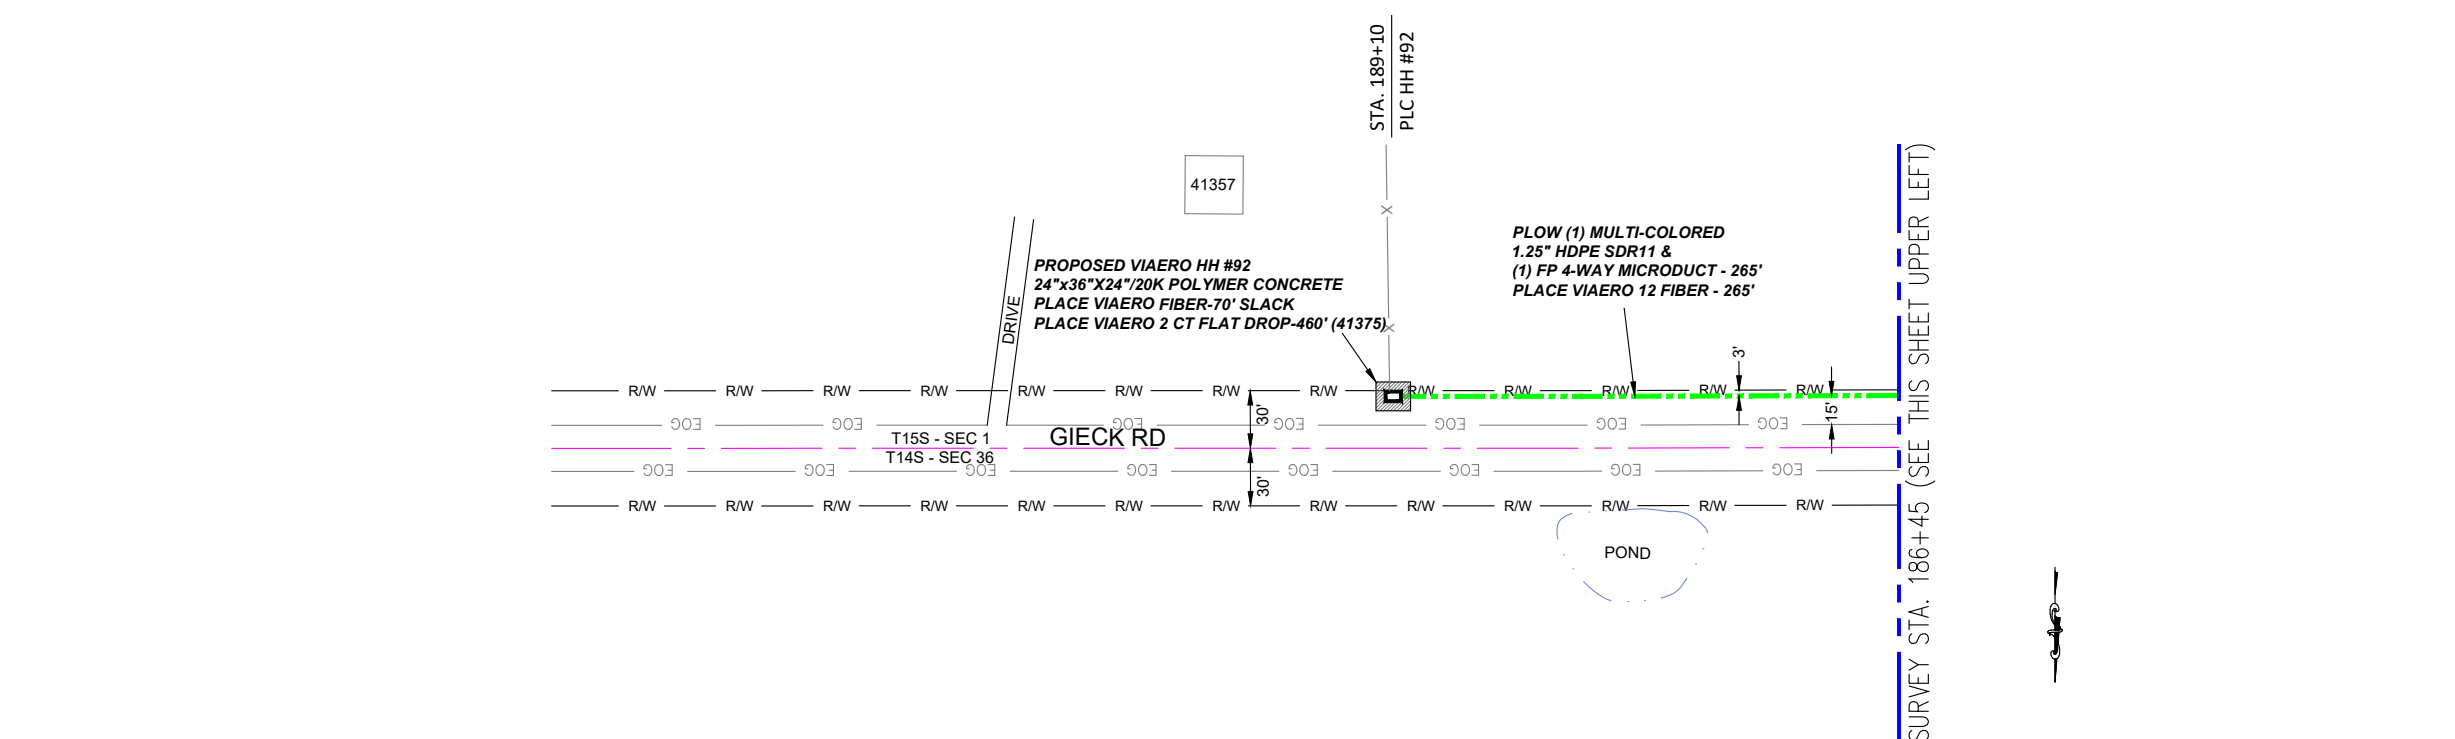 STA. 189+10
PLC HH #92
41357
PLOW (1) MULTI-COLORED
1.25" HDPE SDR11 &
(1) FP 4-WAY MICRODUCT - 265'
PLACE VIAERO 12 FIBER - 265'
PROPOSED VIAERO HH #92
24"x36"X24"/20K POLYMER CONCRETE
PLACE VIAERO FIBER-70' SLACK
PLACE VIAERO 2 CT FLAT DROP-460' (41375)
DRIVE
X
X
3'
R/W R/W R/W R/W R/W R/W R/W R/W R/W R/W R/W R/W R/W
30'
15'
EOG EOG EOG EOG EOG EOG EOG
T15S - SEC 1
GIECK RD
T14S - SEC 36
EOG EOG EOG EOG EOG EOG EOG EOG
30'
R/W R/W R/W R/W R/W R/W R/W R/W R/W R/W R/W R/W R/W
POND
SURVEY STA. 186+45 (SEE THIS SHEET UPPER LEFT)